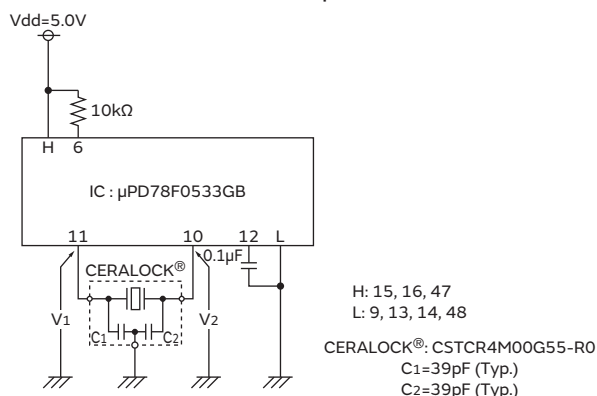 Vdd=5.0V
10kΩ
H 6
IC : μPD78F0533GB
11 10 12 L
0.1μF
CERALOCK®
V1 C1 C2 V2
H: 15, 16, 47
L: 9, 13, 14, 48
CERALOCK®: CSTCR4M00G55-R0
C1=39pF (Typ.)
C2=39pF (Typ.)